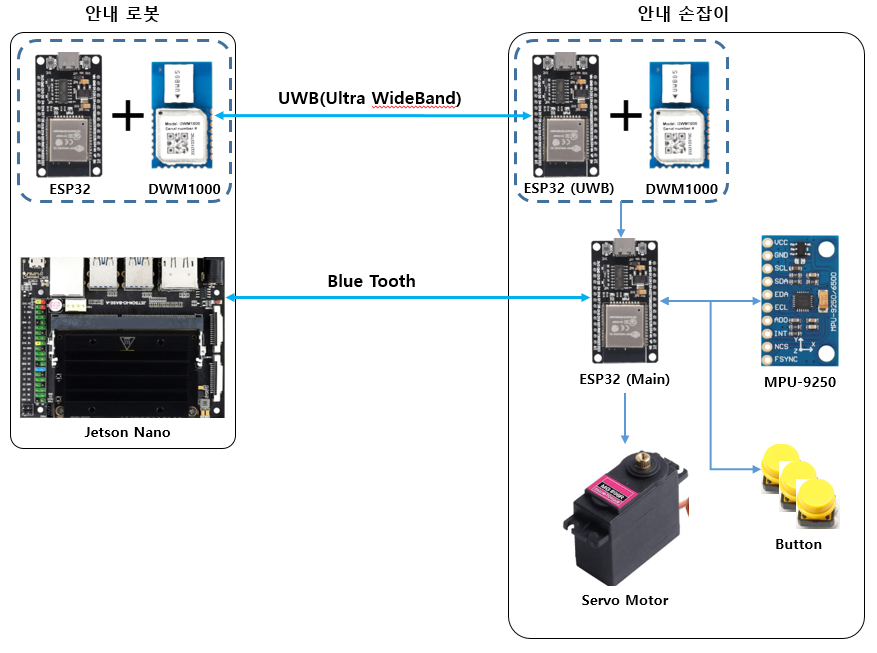 안내 로봇
안내 손잡이
UWB(Ultra WideBand)
ESP32
DWM1000
ESP32 (UWB)
DWM1000
Blue Tooth
Jetson Nano
ESP32 (Main)
VCC
GND
SCL
SDA
EDA
ECL
ADO
INT
NCS
FSYNC
MPU-9250/6500
Y
X
Z
MPU-9250
Servo Motor
Button